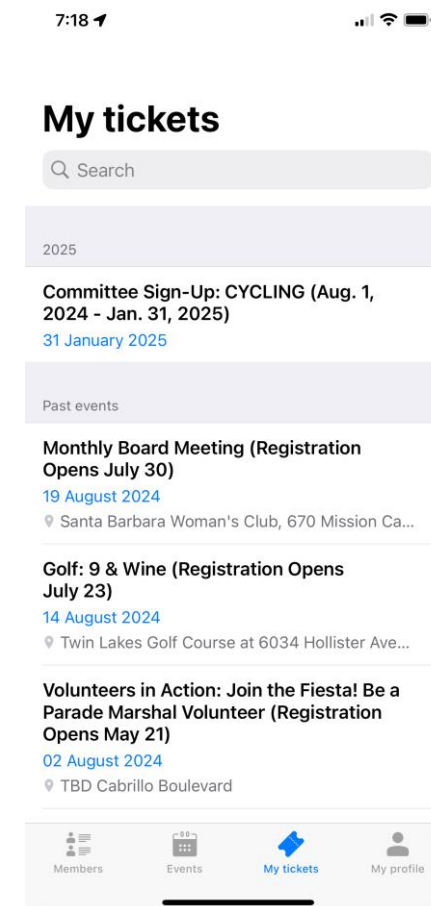 7:18
My tickets
Search
2025
Committee Sign-Up: CYCLING (Aug. 1,
2024 - Jan. 31, 2025)
31 January 2025
Past events
Monthly Board Meeting (Registration
Opens July 30)
19 August 2024
Santa Barbara Woman's Club, 670 Mission Ca...
Golf: 9 & Wine (Registration Opens
July 23)
14 August 2024
Twin Lakes Golf Course at 6034 Hollister Ave...
Volunteers in Action: Join the Fiesta! Be a
Parade Marshal Volunteer (Registration
Opens May 21)
02 August 2024
TBD Cabrillo Boulevard
Members Events My tickets My profile